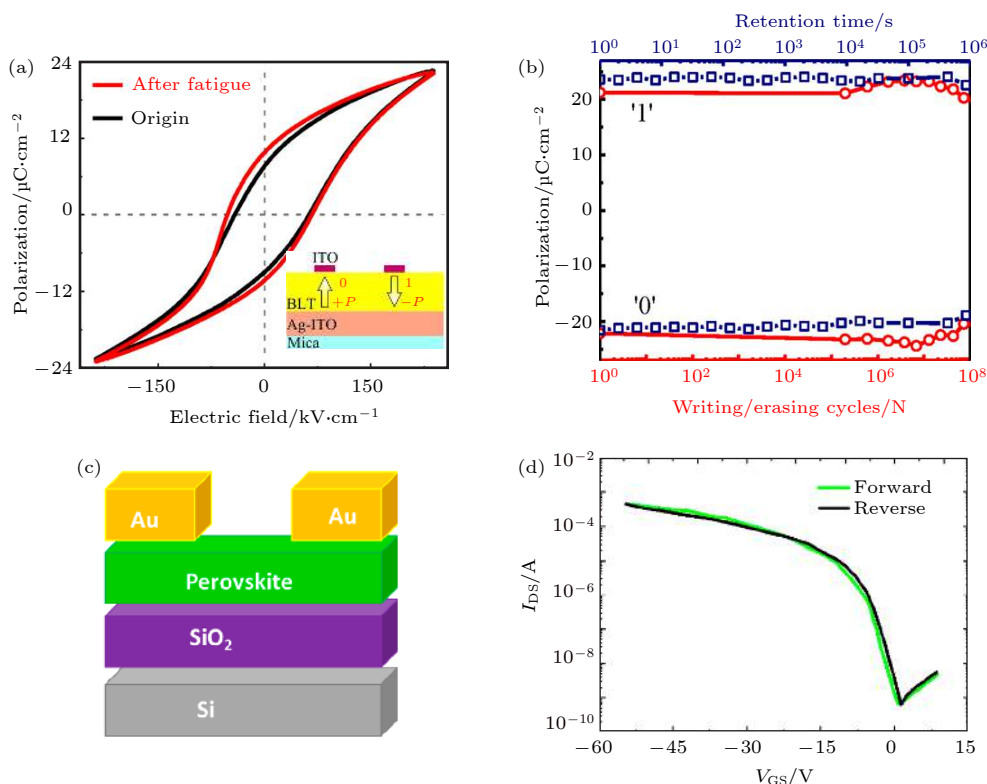 (a)
24
12
0
−12
−24
Polarization/μC·cm⁻²
After fatigue
Origin
ITO
0
1
BLT
+P
−P
Ag-ITO
Mica
−150
0
150
Electric field/kV·cm⁻¹
(b)
Retention time/s
10⁰ 10¹ 10² 10³ 10⁴ 10⁵ 10⁶
20
0
−20
Polarization/μC·cm⁻²
'1'
'0'
10⁰ 10² 10⁴ 10⁶ 10⁸
Writing/erasing cycles/N
(c)
Au
Au
Perovskite
SiO₂
Si
(d)
10⁻²
10⁻⁴
10⁻⁶
10⁻⁸
10⁻¹⁰
I_DS/A
Forward
Reverse
−60 −45 −30 −15 0 15
V_GS/V